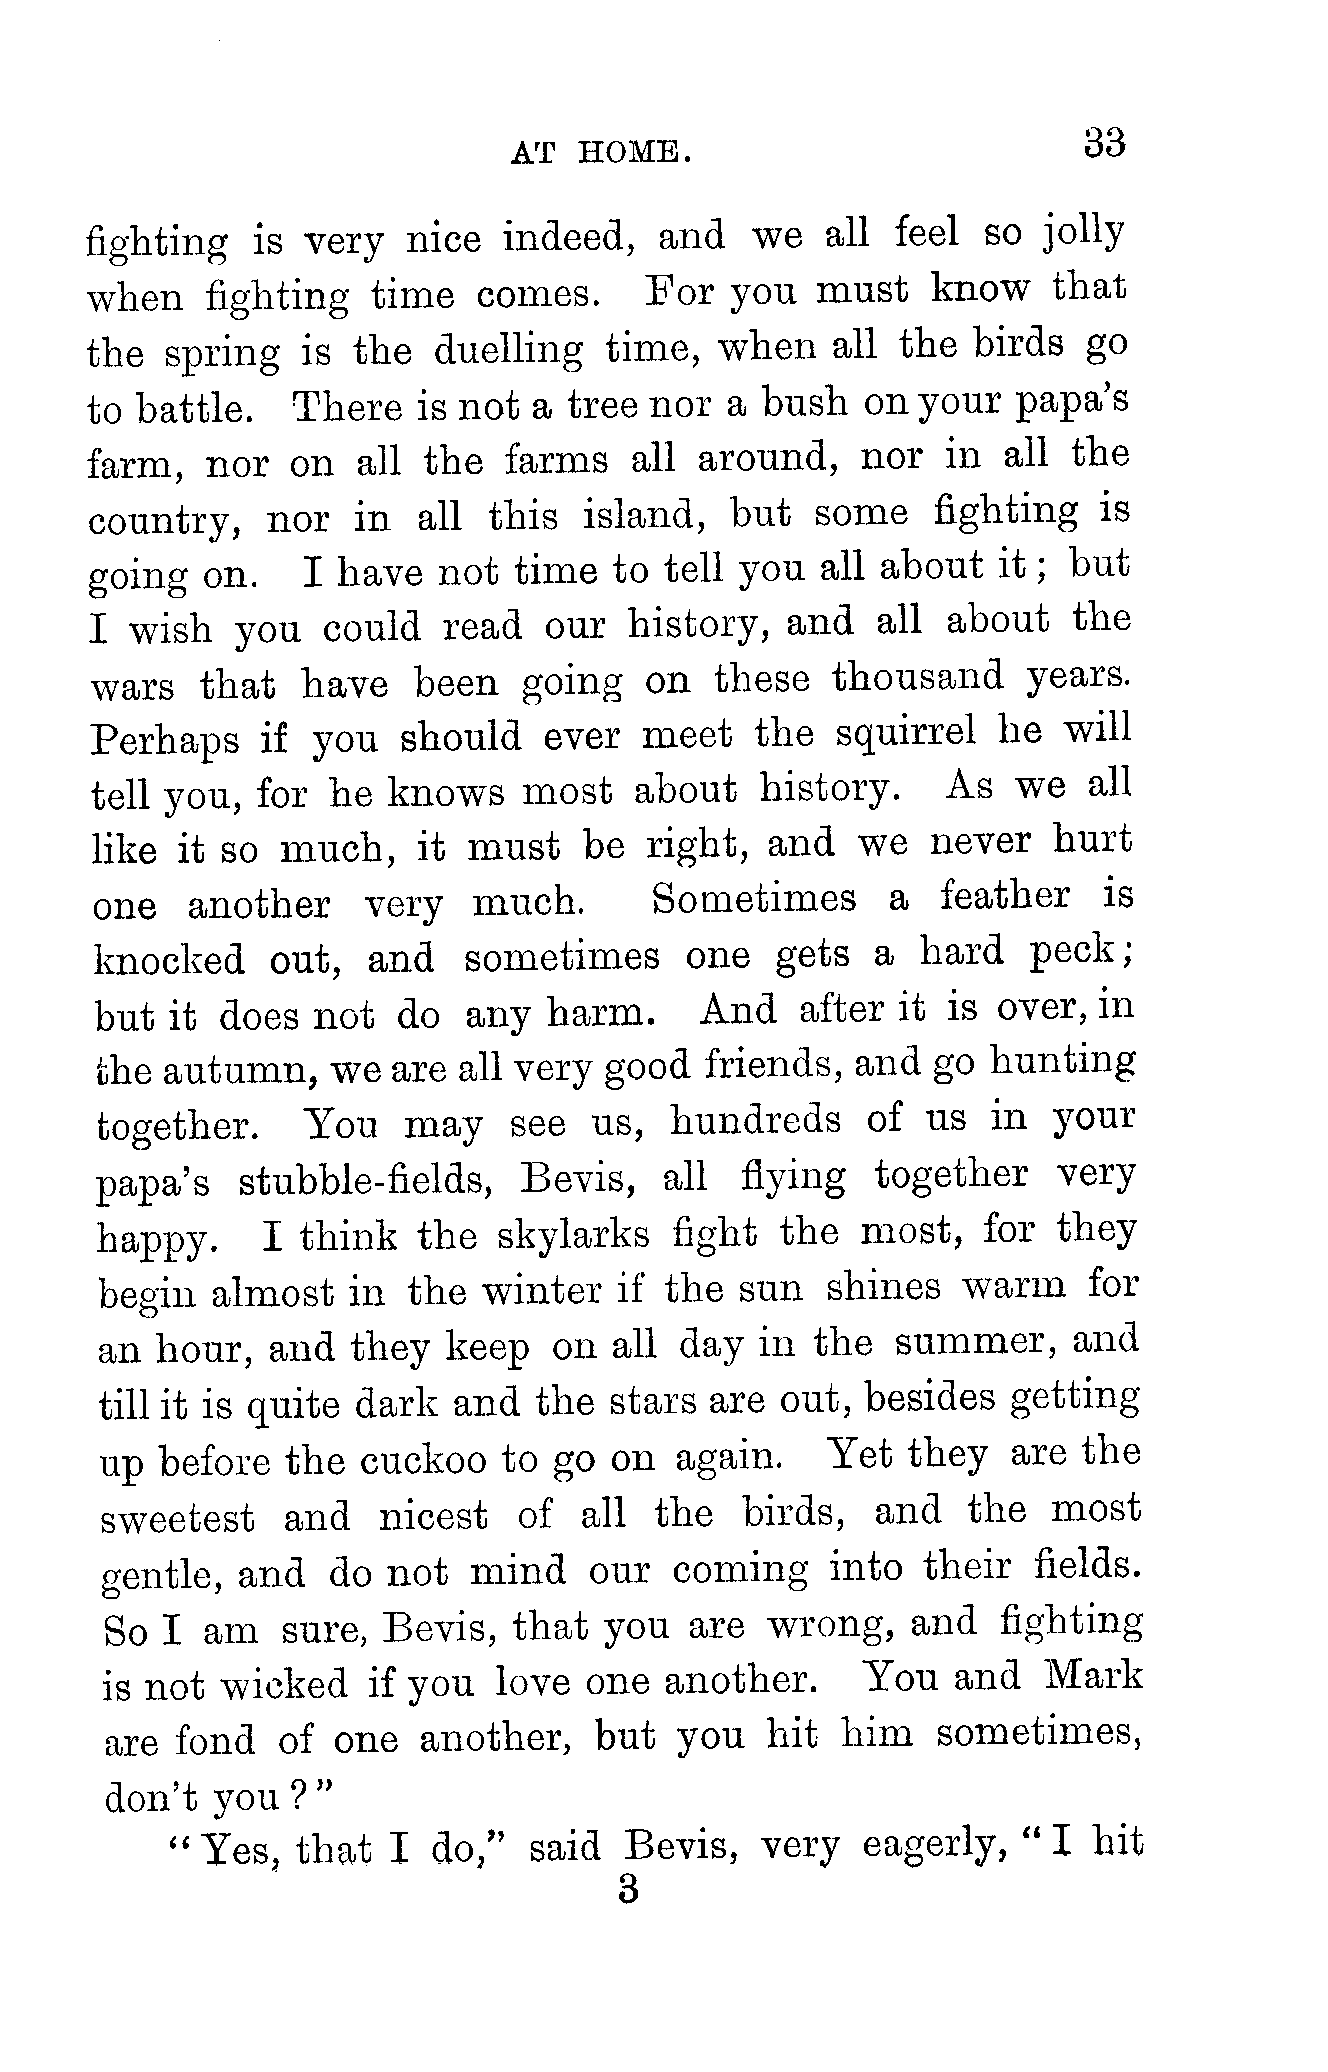 AT HOME. 33
fighting is very nice indeed, and we all feel so jolly
when fighting time comes. For you must know that
the spring is the duelling time, when all the birds go
to battle. There is not a tree nor a bush on your papa's
farm, nor on all the farms all around, nor in all the
country, nor in all this island, but some fighting is
going on. I have not time to tell you all about it; but
I wish you could read our history, and all about the
wars that have been going on these thousand years.
Perhaps if you should ever meet the squirrel he will
tell you, for he knows most about history. As we all
like it so much, it must be right, and we never hurt
one another very much. Sometimes a feather is
knocked out, and sometimes one gets a hard peck;
but it does not do any harm. And after it is over, in
the autumn, we are all very good friends, and go hunting
together. You may see us, hundreds of us in your
papa's stubble-fields, Bevis, all flying together very
happy. I think the skylarks fight the most, for they
begin almost in the winter if the sun shines warm for
an hour, and they keep on all day in the summer, and
till it is quite dark and the stars are out, besides getting
up before the cuckoo to go on again. Yet they are the
sweetest and nicest of all the birds, and the most
gentle, and do not mind our coming into their fields.
So I am sure, Bevis, that you are wrong, and fighting
is not wicked if you love one another. You and Mark
are fond of one another, but you hit him sometimes,
don't you?"
"Yes, that I do," said Bevis, very eagerly, "I hit
3